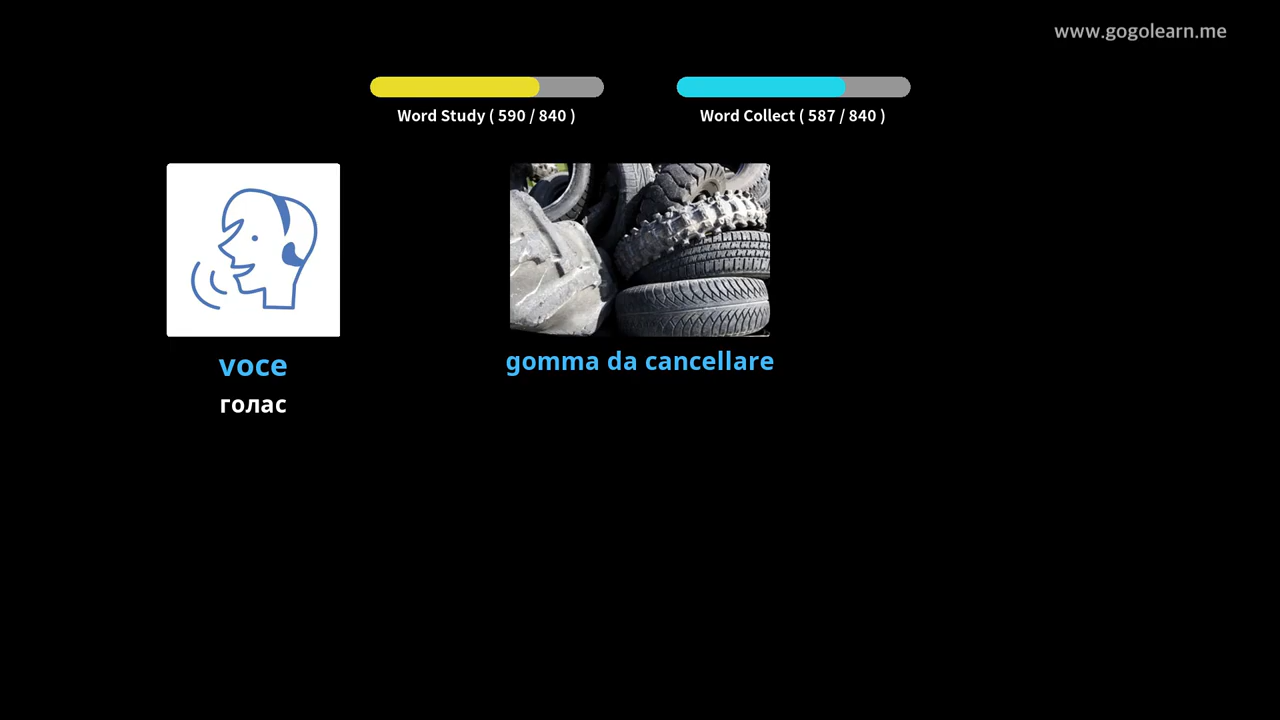 www.gogolearn.me
Word Study ( 590 / 840 )
Word Collect ( 587 / 840 )
voce
голас
gomma da cancellare